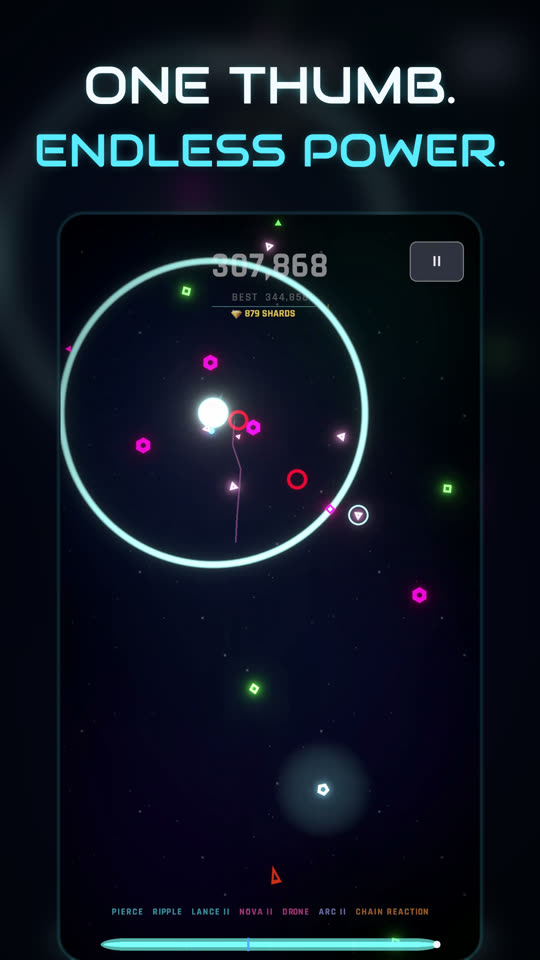 ONE THUMB.
ENDLESS POWER.
307,868
BEST 344,858
879 SHARDS
PIERCE RIPPLE LANCE II NOVA II DRONE ARC II CHAIN REACTION